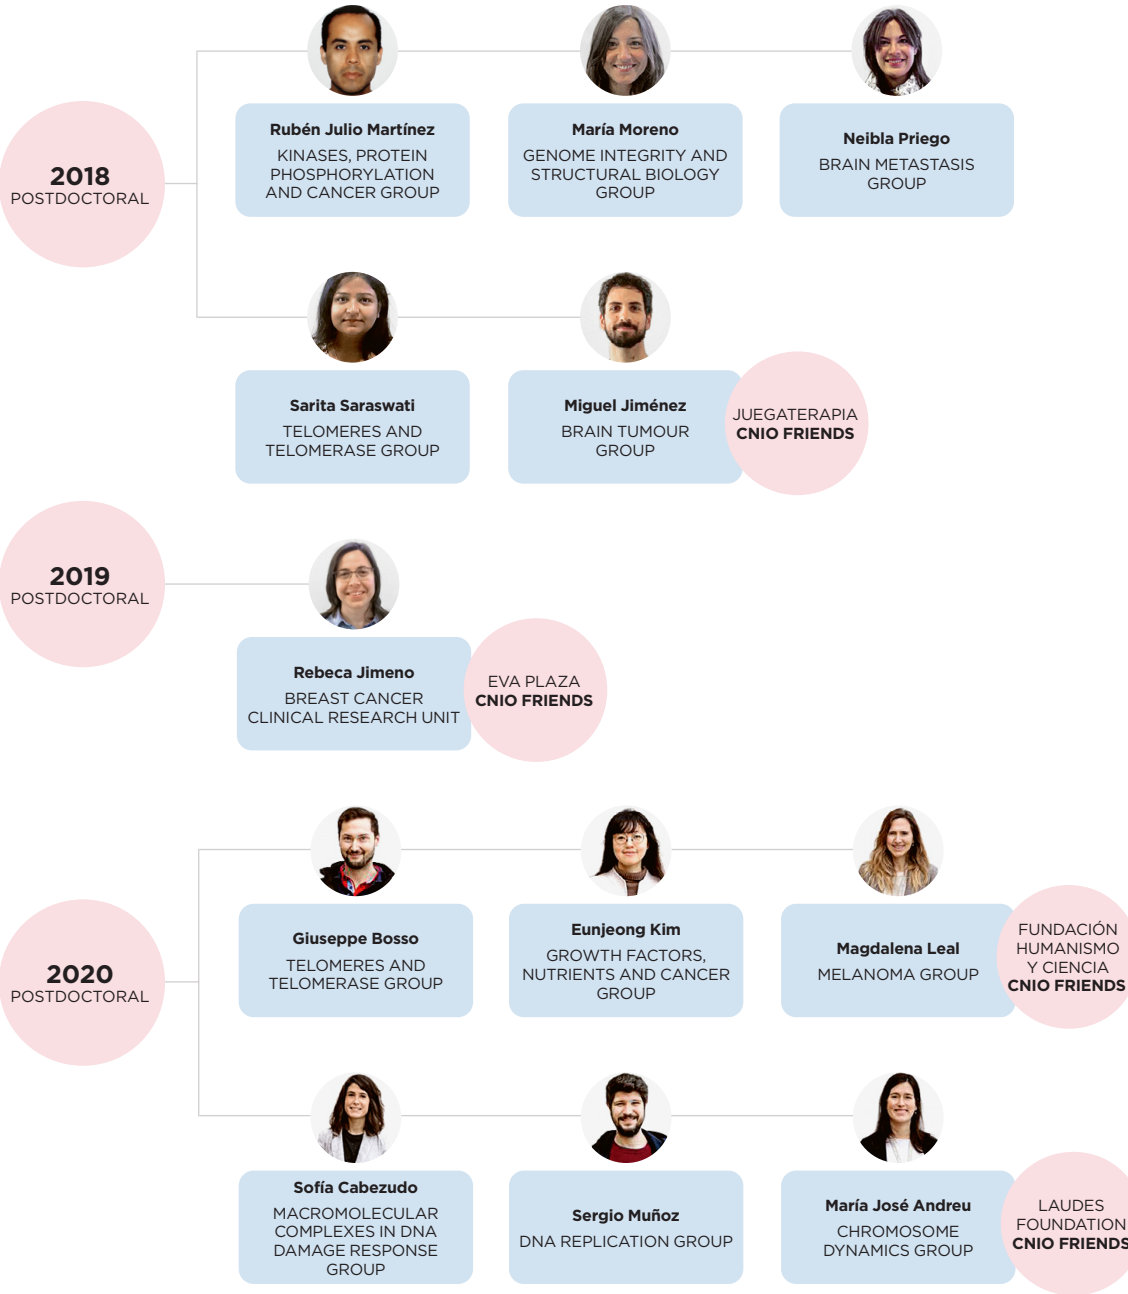 2018
POSTDOCTORAL
Rubén Julio Martínez
KINASES, PROTEIN
PHOSPHORYLATION
AND CANCER GROUP
María Moreno
GENOME INTEGRITY AND
STRUCTURAL BIOLOGY
GROUP
Neibla Priego
BRAIN METASTASIS
GROUP
Sarita Saraswati
TELOMERES AND
TELOMERASE GROUP
Miguel Jiménez
BRAIN TUMOUR
GROUP
JUEGATERAPIA
CNIO FRIENDS
2019
POSTDOCTORAL
Rebeca Jimeno
BREAST CANCER
CLINICAL RESEARCH UNIT
EVA PLAZA
CNIO FRIENDS
2020
POSTDOCTORAL
Giuseppe Bosso
TELOMERES AND
TELOMERASE GROUP
Eunjeong Kim
GROWTH FACTORS,
NUTRIENTS AND CANCER
GROUP
Magdalena Leal
MELANOMA GROUP
FUNDACIÓN
HUMANISMO
Y CIENCIA
CNIO FRIENDS
Sofía Cabezudo
MACROMOLECULAR
COMPLEXES IN DNA
DAMAGE RESPONSE
GROUP
Sergio Muñoz
DNA REPLICATION GROUP
María José Andreu
CHROMOSOME
DYNAMICS GROUP
LAUDES
FOUNDATION
CNIO FRIENDS